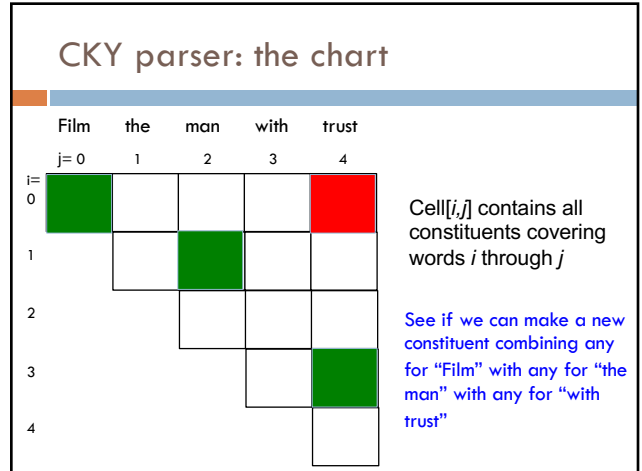 CKY parser: the chart
Film the man with trust
j= 0 1 2 3 4
i=
0
1
2
3
4
Cell[i,j] contains all
constituents covering
words i through j
See if we can make a new
constituent combining any
for “Film” with any for “the
man” with any for “with
trust”